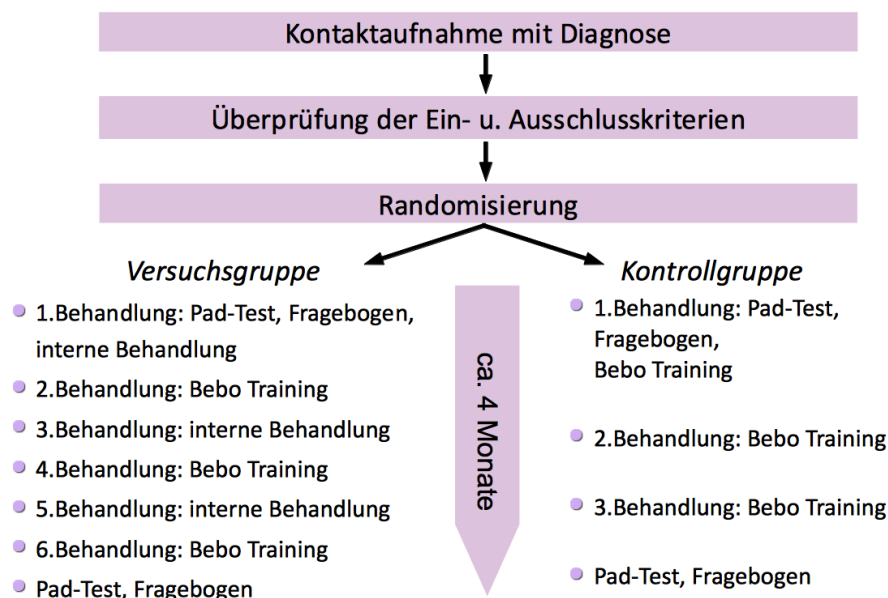 Kontaktaufnahme mit Diagnose
Überprüfung der Ein- u. Ausschlusskriterien
Randomisierung
Versuchsgruppe
1.Behandlung: Pad-Test, Fragebogen,
interne Behandlung
2.Behandlung: Bebo Training
3.Behandlung: interne Behandlung
4.Behandlung: Bebo Training
5.Behandlung: interne Behandlung
6.Behandlung: Bebo Training
Pad-Test, Fragebogen
ca. 4 Monate
Kontrollgruppe
1.Behandlung: Pad-Test,
Fragebogen,
Bebo Training
2.Behandlung: Bebo Training
3.Behandlung: Bebo Training
Pad-Test, Fragebogen